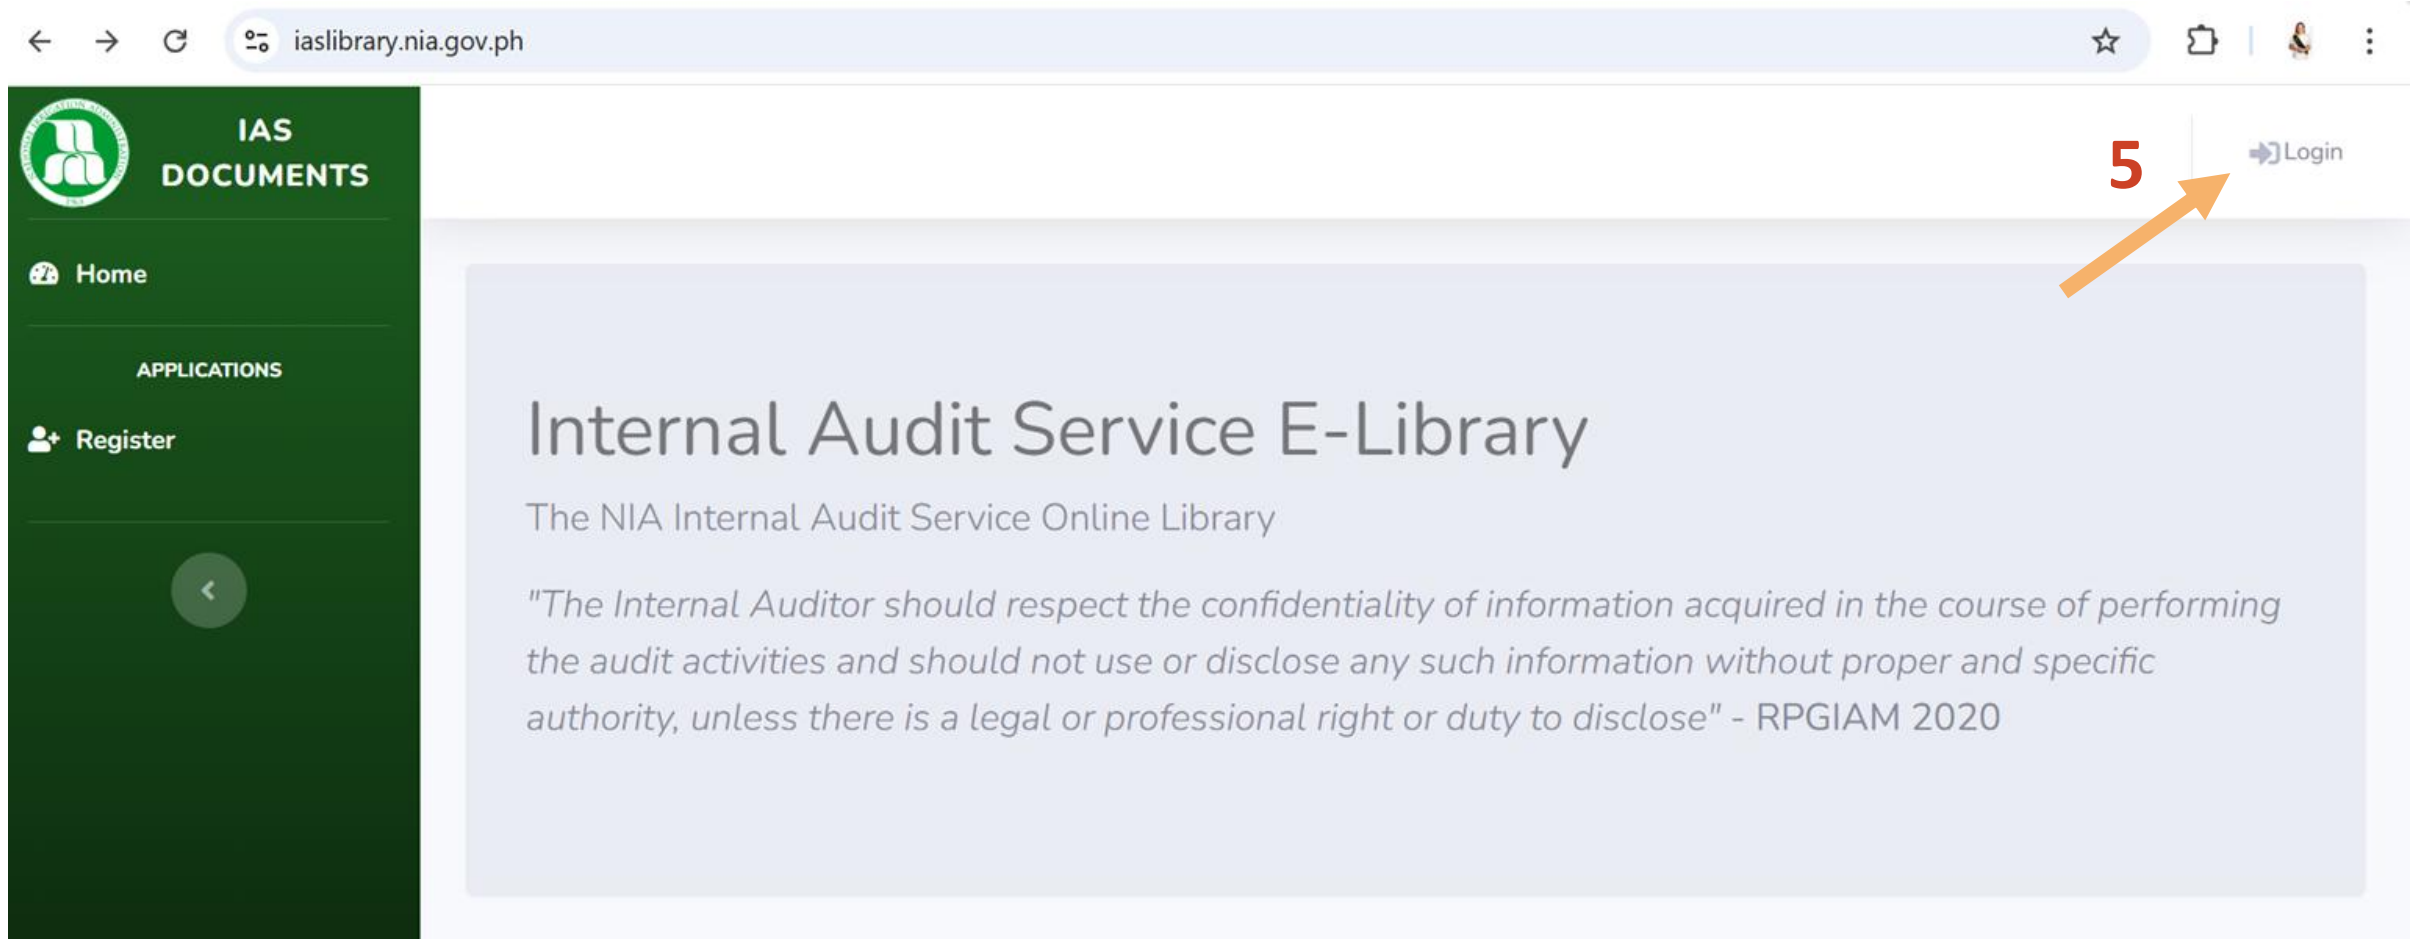 iaslibrary.nia.gov.ph
IAS
DOCUMENTS
5
Login
Home
APPLICATIONS
Register
Internal Audit Service E-Library
The NIA Internal Audit Service Online Library
"The Internal Auditor should respect the confidentiality of information acquired in the course of performing
the audit activities and should not use or disclose any such information without proper and specific
authority, unless there is a legal or professional right or duty to disclose" - RPGIAM 2020